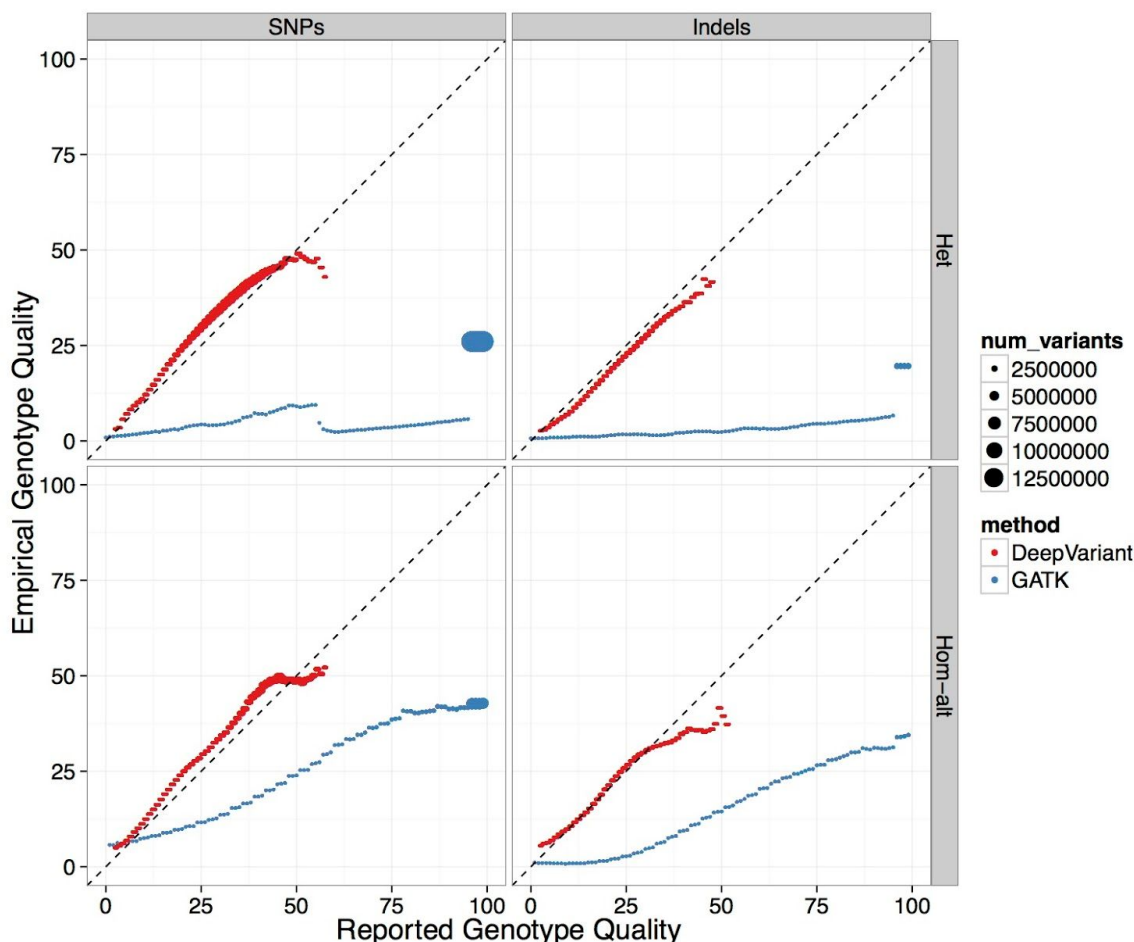 SNPs
Indels
100
75
50
25
0
Het
100
75
50
25
0
Hom-alt
0
25
50
75
100
0
25
50
75
100
Empirical Genotype Quality
Reported Genotype Quality
num_variants
2500000
5000000
7500000
10000000
12500000
method
DeepVariant
GATK